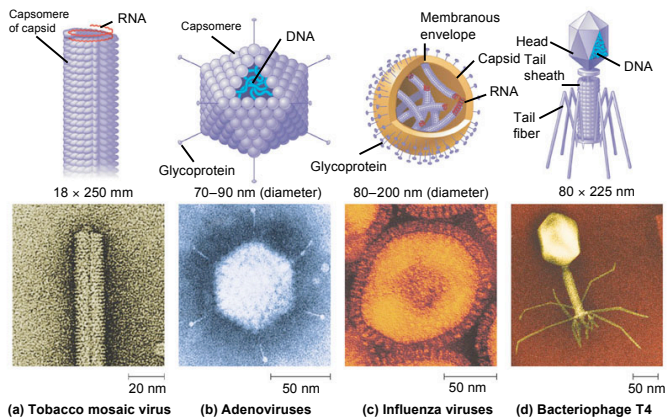 Capsomere
of capsid
RNA
Glycoprotein
18 × 250 mm
20 nm
(a) Tobacco mosaic virus
Capsomere
DNA
70–90 nm (diameter)
50 nm
(b) Adenoviruses
Membranous
envelope
Capsid
RNA
Glycoprotein
80–200 nm (diameter)
50 nm
(c) Influenza viruses
Head
Tail
sheath
DNA
Tail
fiber
80 × 225 nm
50 nm
(d) Bacteriophage T4